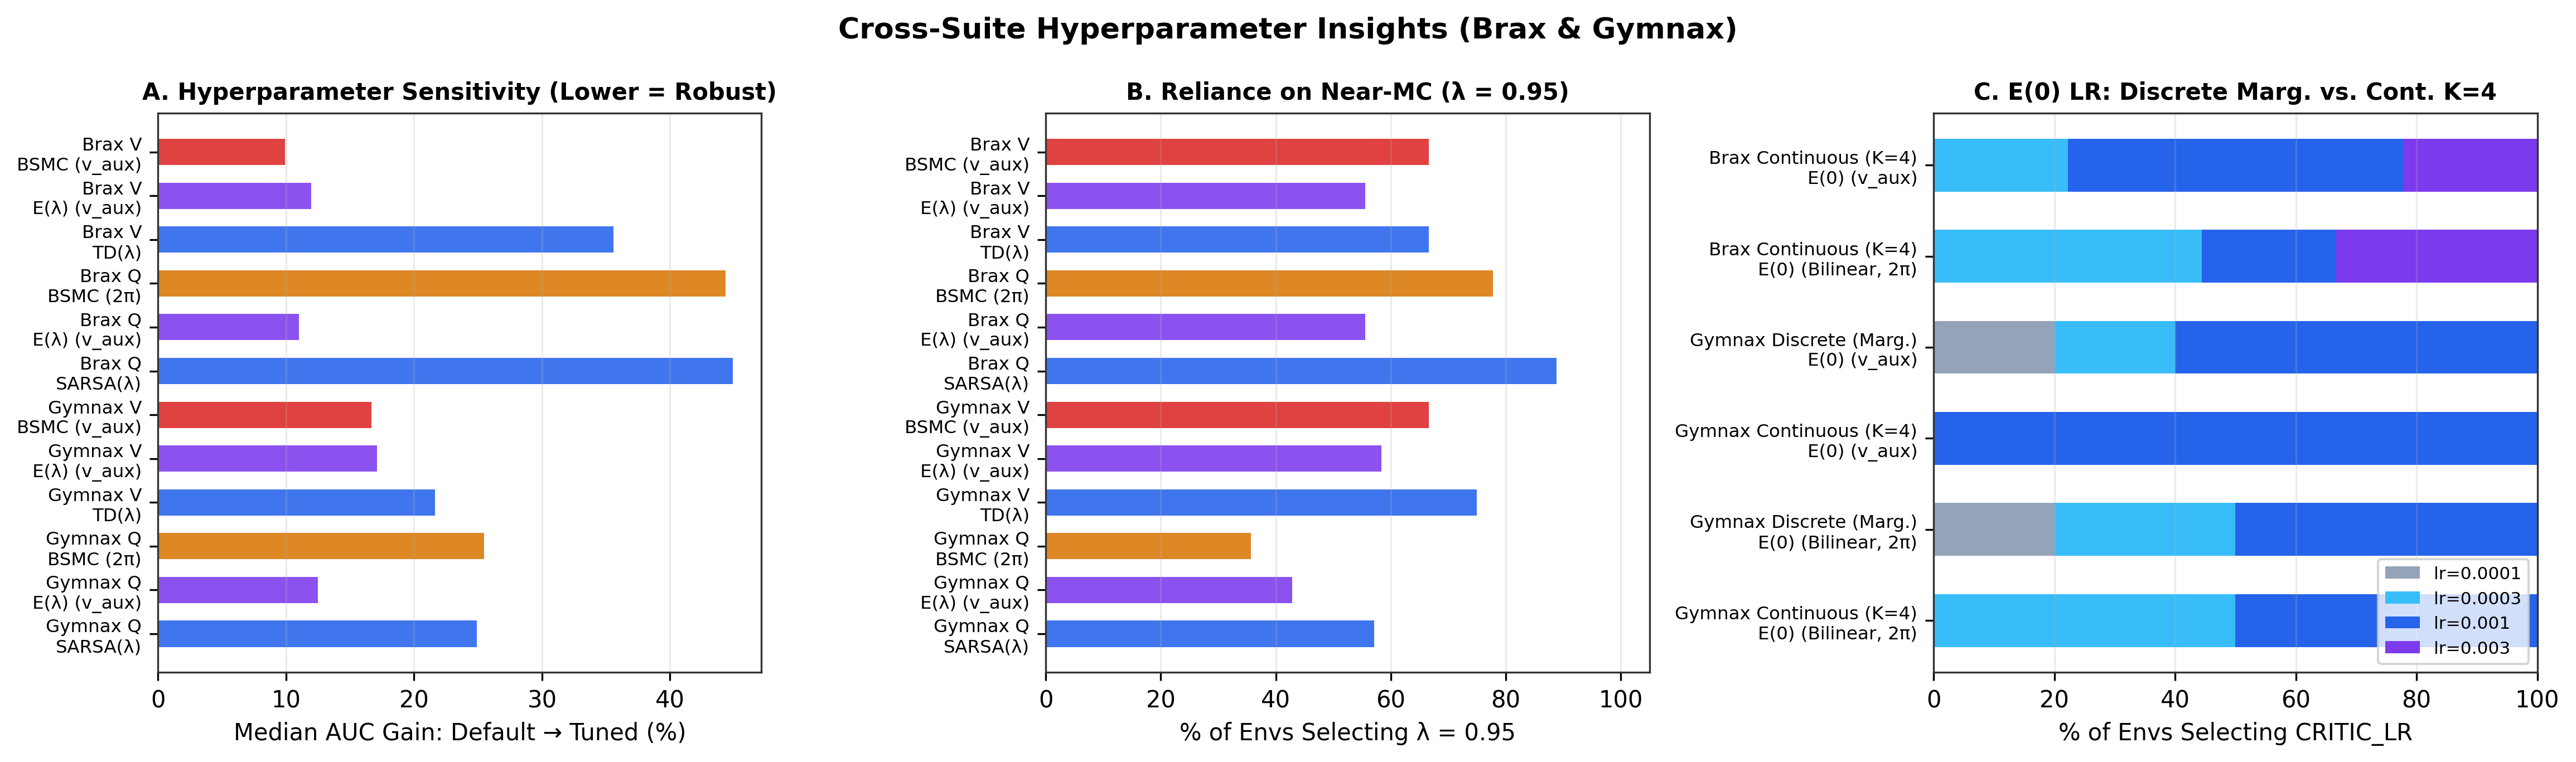 Cross-Suite Hyperparameter Insights (Brax & Gymnax)
A. Hyperparameter Sensitivity (Lower = Robust)
Brax V
BSMC (v_aux)
Brax V
E(λ) (v_aux)
Brax V
TD(λ)
Brax Q
BSMC (2π)
Brax Q
E(λ) (v_aux)
Brax Q
SARSA(λ)
Gymnax V
BSMC (v_aux)
Gymnax V
E(λ) (v_aux)
Gymnax V
TD(λ)
Gymnax Q
BSMC (2π)
Gymnax Q
E(λ) (v_aux)
Gymnax Q
SARSA(λ)
0 10 20 30 40
Median AUC Gain: Default → Tuned (%)
B. Reliance on Near-MC (λ = 0.95)
Brax V
BSMC (v_aux)
Brax V
E(λ) (v_aux)
Brax V
TD(λ)
Brax Q
BSMC (2π)
Brax Q
E(λ) (v_aux)
Brax Q
SARSA(λ)
Gymnax V
BSMC (v_aux)
Gymnax V
E(λ) (v_aux)
Gymnax V
TD(λ)
Gymnax Q
BSMC (2π)
Gymnax Q
E(λ) (v_aux)
Gymnax Q
SARSA(λ)
0 20 40 60 80 100
% of Envs Selecting λ = 0.95
C. E(0) LR: Discrete Marg. vs. Cont. K=4
Brax Continuous (K=4)
E(0) (v_aux)
Brax Continuous (K=4)
E(0) (Bilinear, 2π)
Gymnax Discrete (Marg.)
E(0) (v_aux)
Gymnax Continuous (K=4)
E(0) (v_aux)
Gymnax Discrete (Marg.)
E(0) (Bilinear, 2π)
Gymnax Continuous (K=4)
E(0) (Bilinear, 2π)
lr=0.0001
lr=0.0003
lr=0.001
lr=0.003
0 20 40 60 80 100
% of Envs Selecting CRITIC_LR